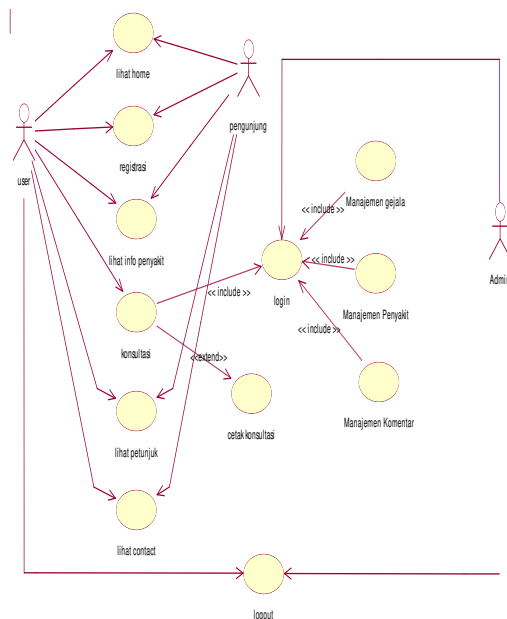 lihat home
pengunjung
registrasi
user
Manajemen gejala
<< include >>
lihat info penyakit
<< include >>
Admin
<< include >>
login
Manajemen Penyakit
<< include >>
konsultasi
<<extend>>
Manajemen Komentar
cetak konsultasi
lihat petunjuk
lihat contact
logout